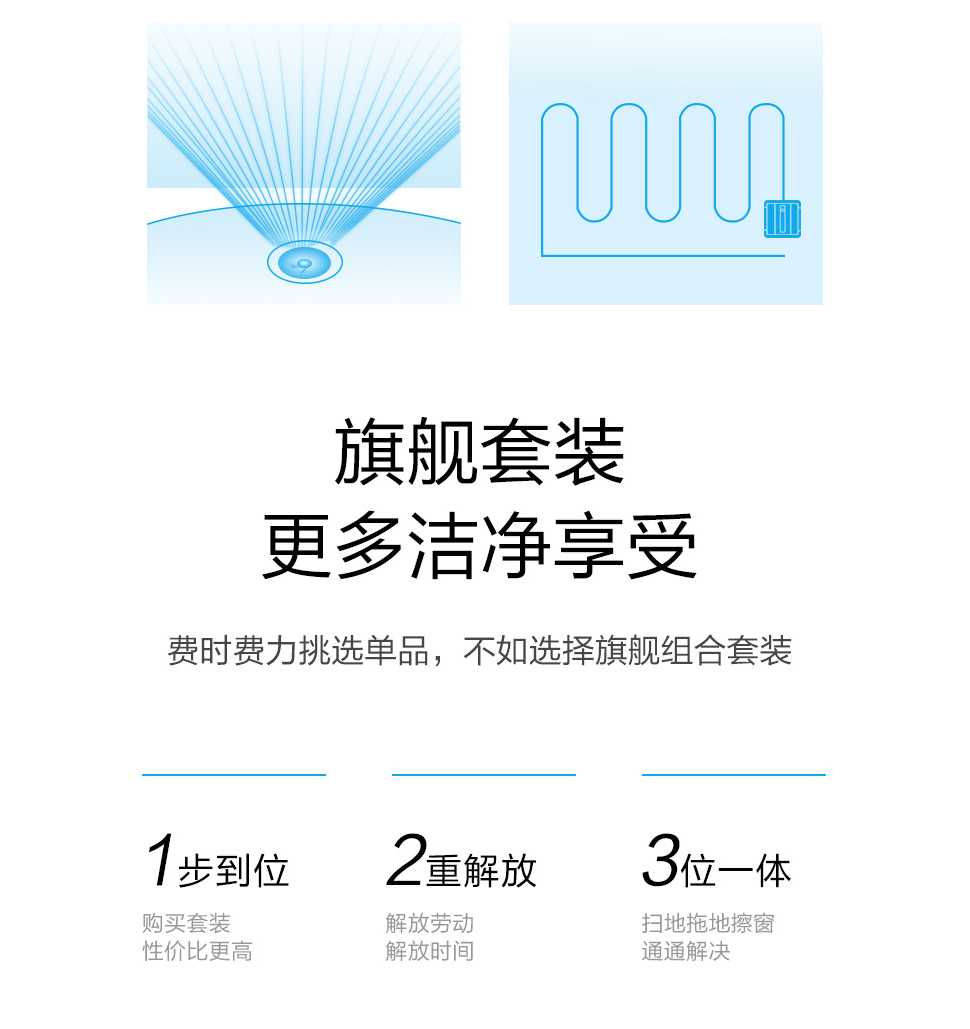 旗舰套装
更多洁净享受
费时费力挑选单品，不如选择旗舰组合套装
1步到位
2重解放
3位一体
购买套装
性价比更高
解放劳动
解放时间
扫地拖地擦窗
通通解决